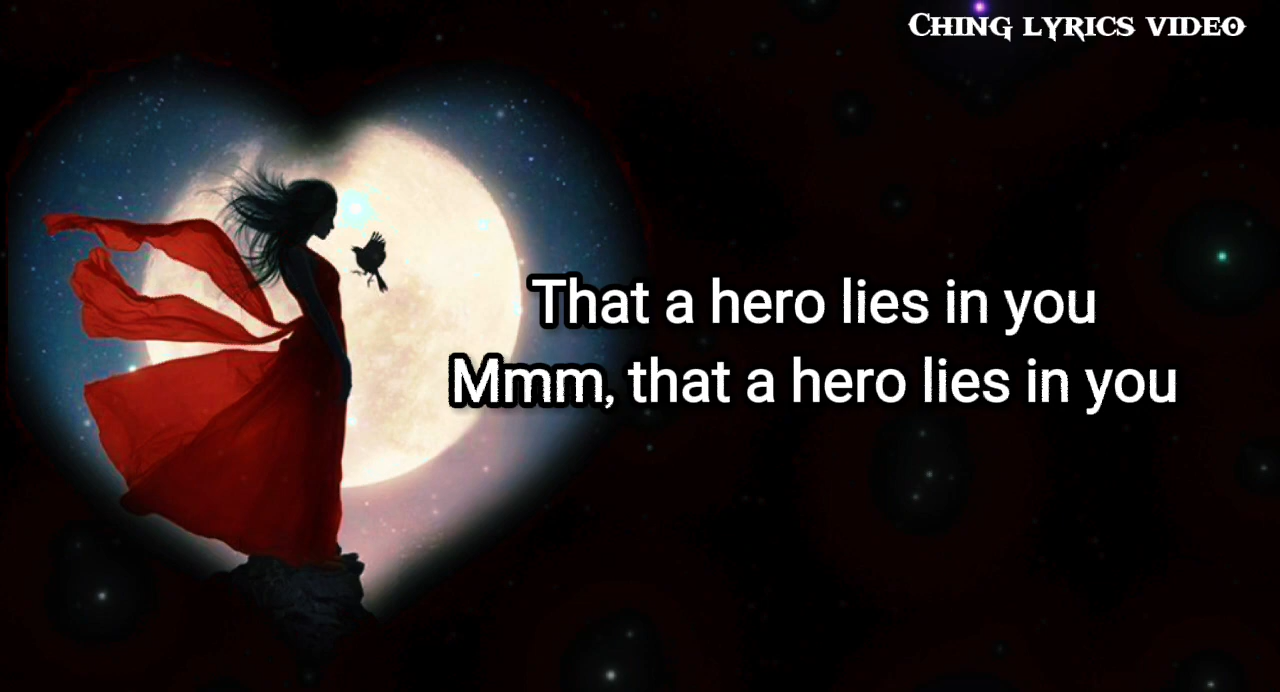 Ching lyrics video
That a hero lies in you
Mmm, that a hero lies in you